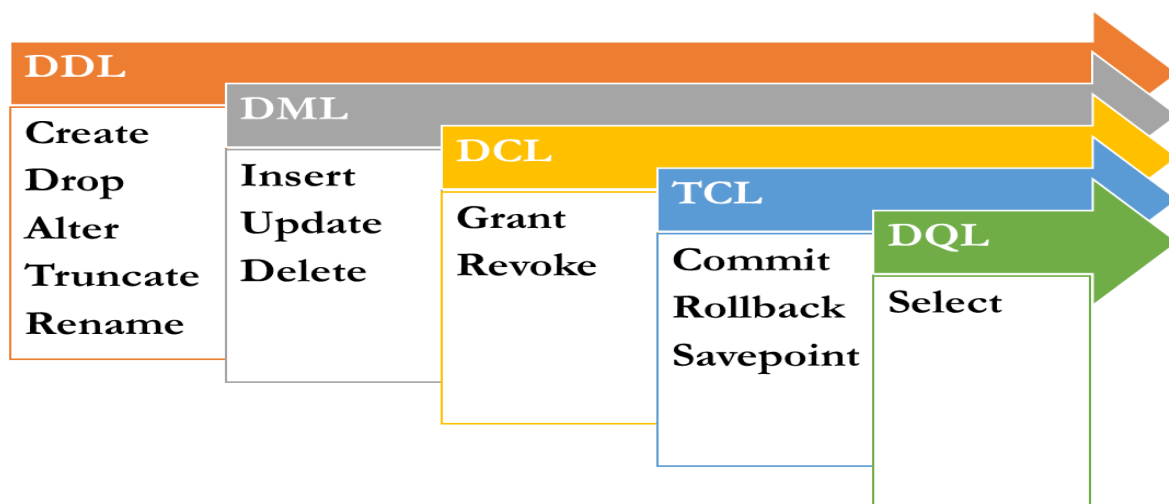 DDL
Create
Drop
Alter
Truncate
Rename
DML
Insert
Update
Delete
DCL
Grant
Revoke
TCL
Commit
Rollback
Savepoint
DQL
Select